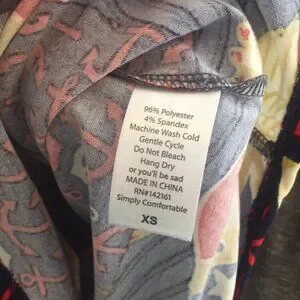 96% Polyester
4% Spandex
Machine Wash Cold
Gentle Cycle
Do Not Bleach
Hang Dry
or you'll be sad
MADE IN CHINA
RN#142161
Simply Comfortable
XS